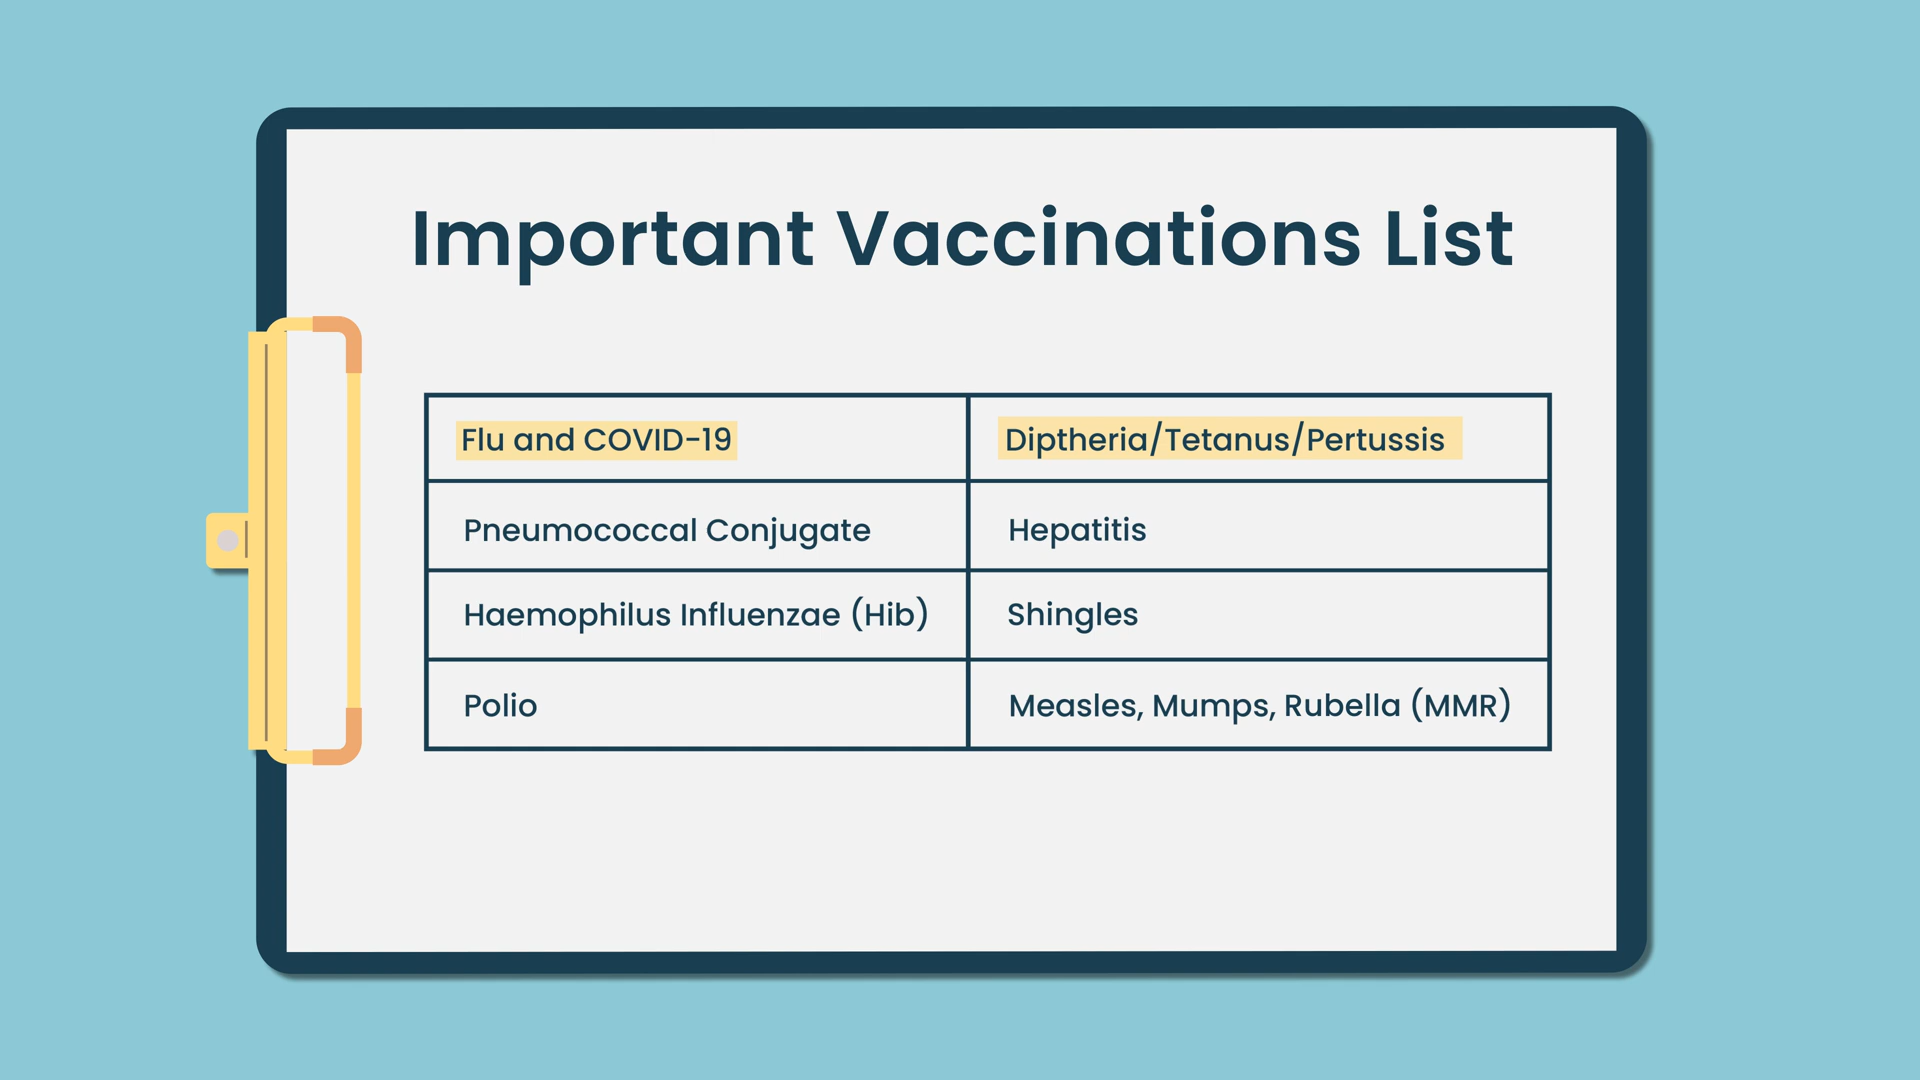 Important Vaccinations List
Flu and COVID-19
Diptheria/Tetanus/Pertussis
Pneumococcal Conjugate
Hepatitis
Haemophilus Influenzae (Hib)
Shingles
Polio
Measles, Mumps, Rubella (MMR)